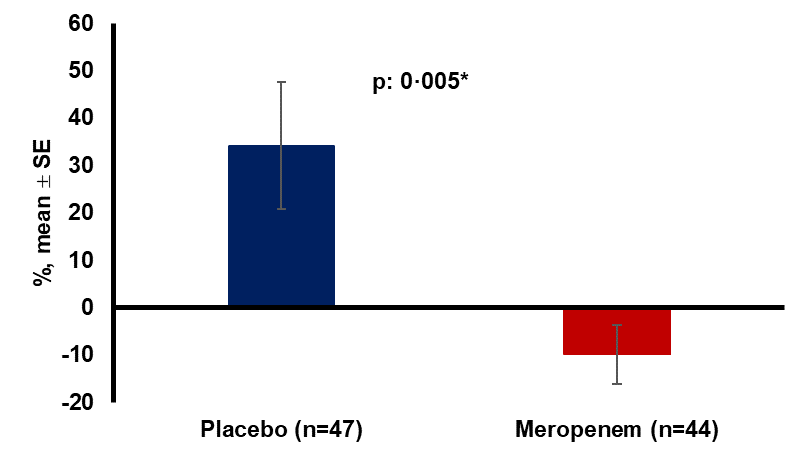 60
50
40
30
20
10
0
-10
-20
%, mean ± SE
p: 0·005*
Placebo (n=47)
Meropenem (n=44)